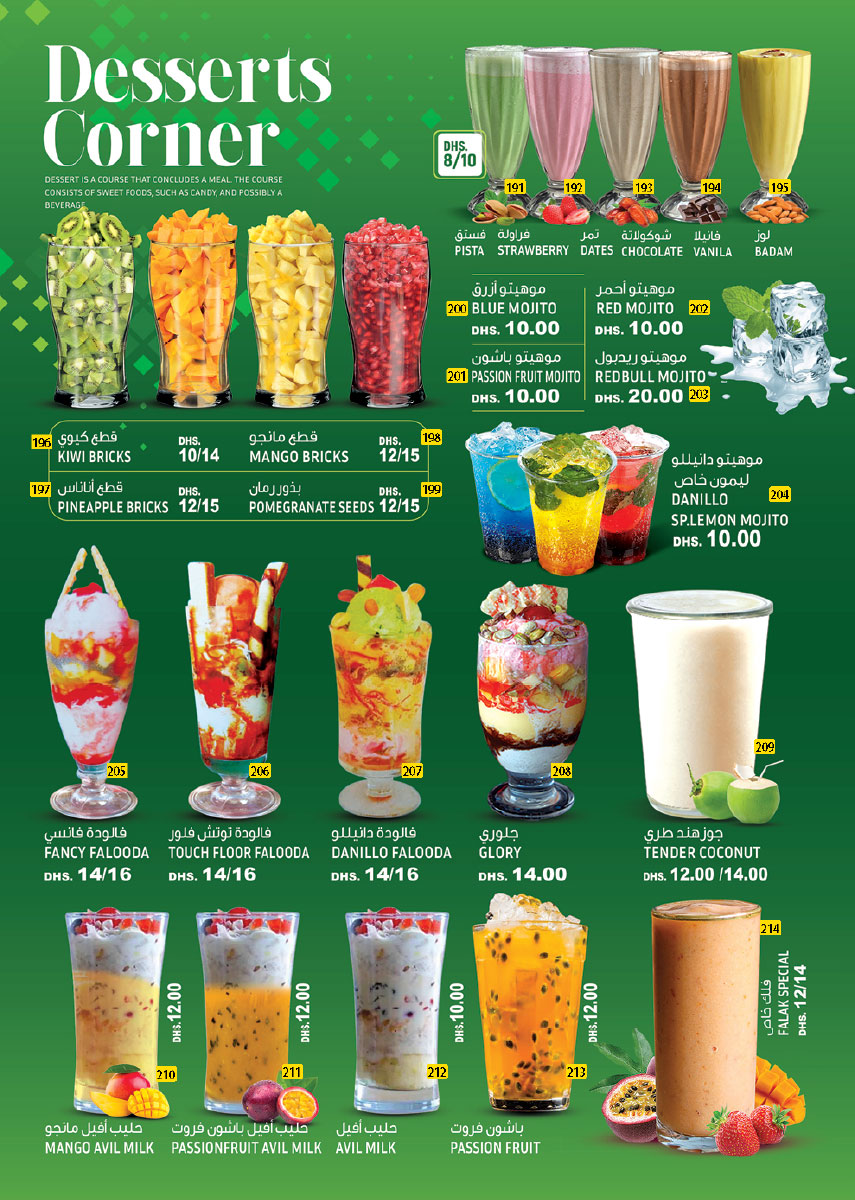 Desserts
Corner
DESSERT IS A COURSE THAT CONCLUDES A MEAL. THE COURSE
CONSISTS OF SWEET FOODS, SUCH AS CANDY, AND POSSIBLY A
BEVERAGE.
DHS.
8/10
191 192 193 194 195
فستق فراولة تمر شوكولاتة فانيلا لوز
PISTA STRAWBERRY DATES CHOCOLATE VANILA BADAM
موهيتو أزرق
200 BLUE MOJITO
DHS. 10.00
موهيتو أحمر
RED MOJITO 202
DHS. 10.00
موهيتو باشون
201 PASSION FRUIT MOJITO
DHS. 10.00
موهيتو ريدبول
REDBULL MOJITO
DHS. 20.00 203
196 قطع كيوي
KIWI BRICKS
DHS.
10/14
قطع مانجو
MANGO BRICKS
DHS. 198
12/15
197 قطع أناناس
PINEAPPLE BRICKS
DHS.
12/15
بذور رمان
POMEGRANATE SEEDS
DHS. 199
12/15
موهيتو دانيللو
ليمون خاص
DANILLO 204
SP.LEMON MOJITO
DHS. 10.00
205
فالودة فانسي
FANCY FALOODA
DHS. 14/16
206
فالودة توتش فلور
TOUCH FLOOR FALOODA
DHS. 14/16
207
فالودة دانيللو
DANILLO FALOODA
DHS. 14/16
208
جلوري
GLORY
DHS. 14.00
209
جوز هند طري
TENDER COCONUT
DHS. 12.00 /14.00
DHS. 12.00
210
حليب أفيل مانجو
MANGO AVIL MILK
DHS. 12.00
211
حليب أفيل باشون فروت
PASSIONFRUIT AVIL MILK
DHS. 10.00
212
حليب أفيل
AVIL MILK
DHS. 12.00
213
باشون فروت
PASSION FRUIT
214
فلك خاص
FALAK SPECIAL
DHS. 12/14